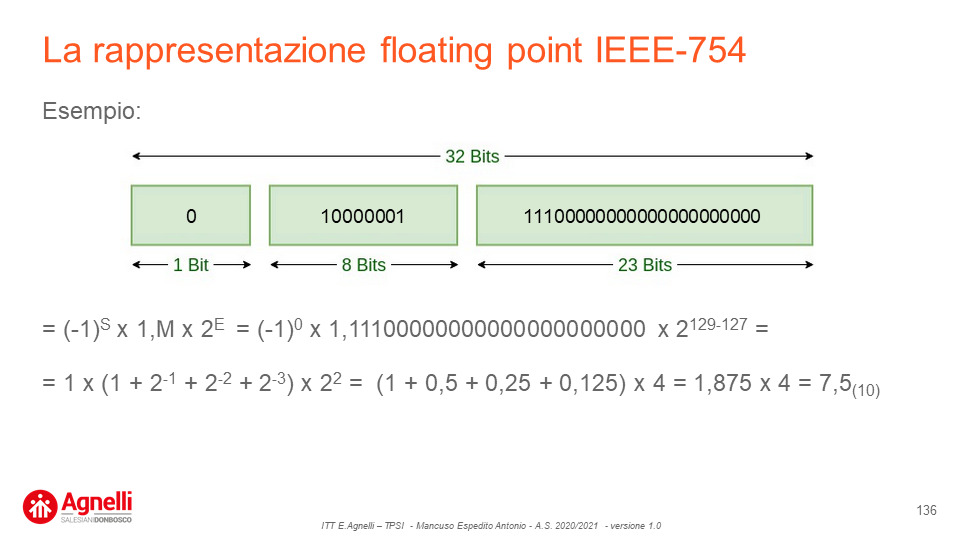 La rappresentazione floating point IEEE-754
Esempio:
32 Bits
0 10000001 11100000000000000000000
1 Bit 8 Bits 23 Bits
= (-1)^S x 1,M x 2^E = (-1)^0 x 1,11100000000000000000000 x 2^129-127 =
= 1 x (1 + 2^-1 + 2^-2 + 2^-3) x 2^2 = (1 + 0,5 + 0,25 + 0,125) x 4 = 1,875 x 4 = 7,5(10)
Agnelli
SALESIANI DONBOSCO
136
ITT E.Agnelli – TPSI - Mancuso Espedito Antonio - A.S. 2020/2021 - versione 1.0